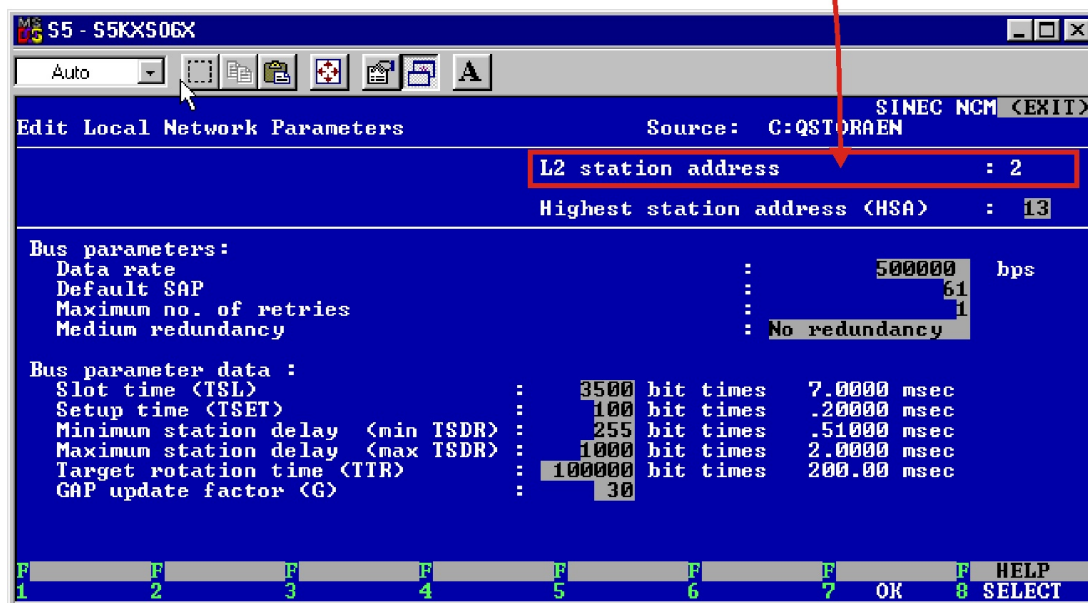 S5 - S5KXS06X
Auto
A
SINEC NCM (EXIT)
Edit Local Network Parameters Source: C:QSTORAEN
L2 station address : 2
Highest station address (HSA) : 13
Bus parameters:
Data rate : 500000 bps
Default SAP : 61
Maximum no. of retries : 1
Medium redundancy : No redundancy
Bus parameter data :
Slot time (TSL) : 3500 bit times 7.0000 msec
Setup time (TSET) : 100 bit times .20000 msec
Minimum station delay (min TSDR) : 255 bit times .51000 msec
Maximum station delay (max TSDR) : 1000 bit times 2.0000 msec
Target rotation time (TTR) : 100000 bit times 200.00 msec
GAP update factor (G) : 30
F F F F F F F F HELP
1 2 3 4 5 6 7 OK 8 SELECT